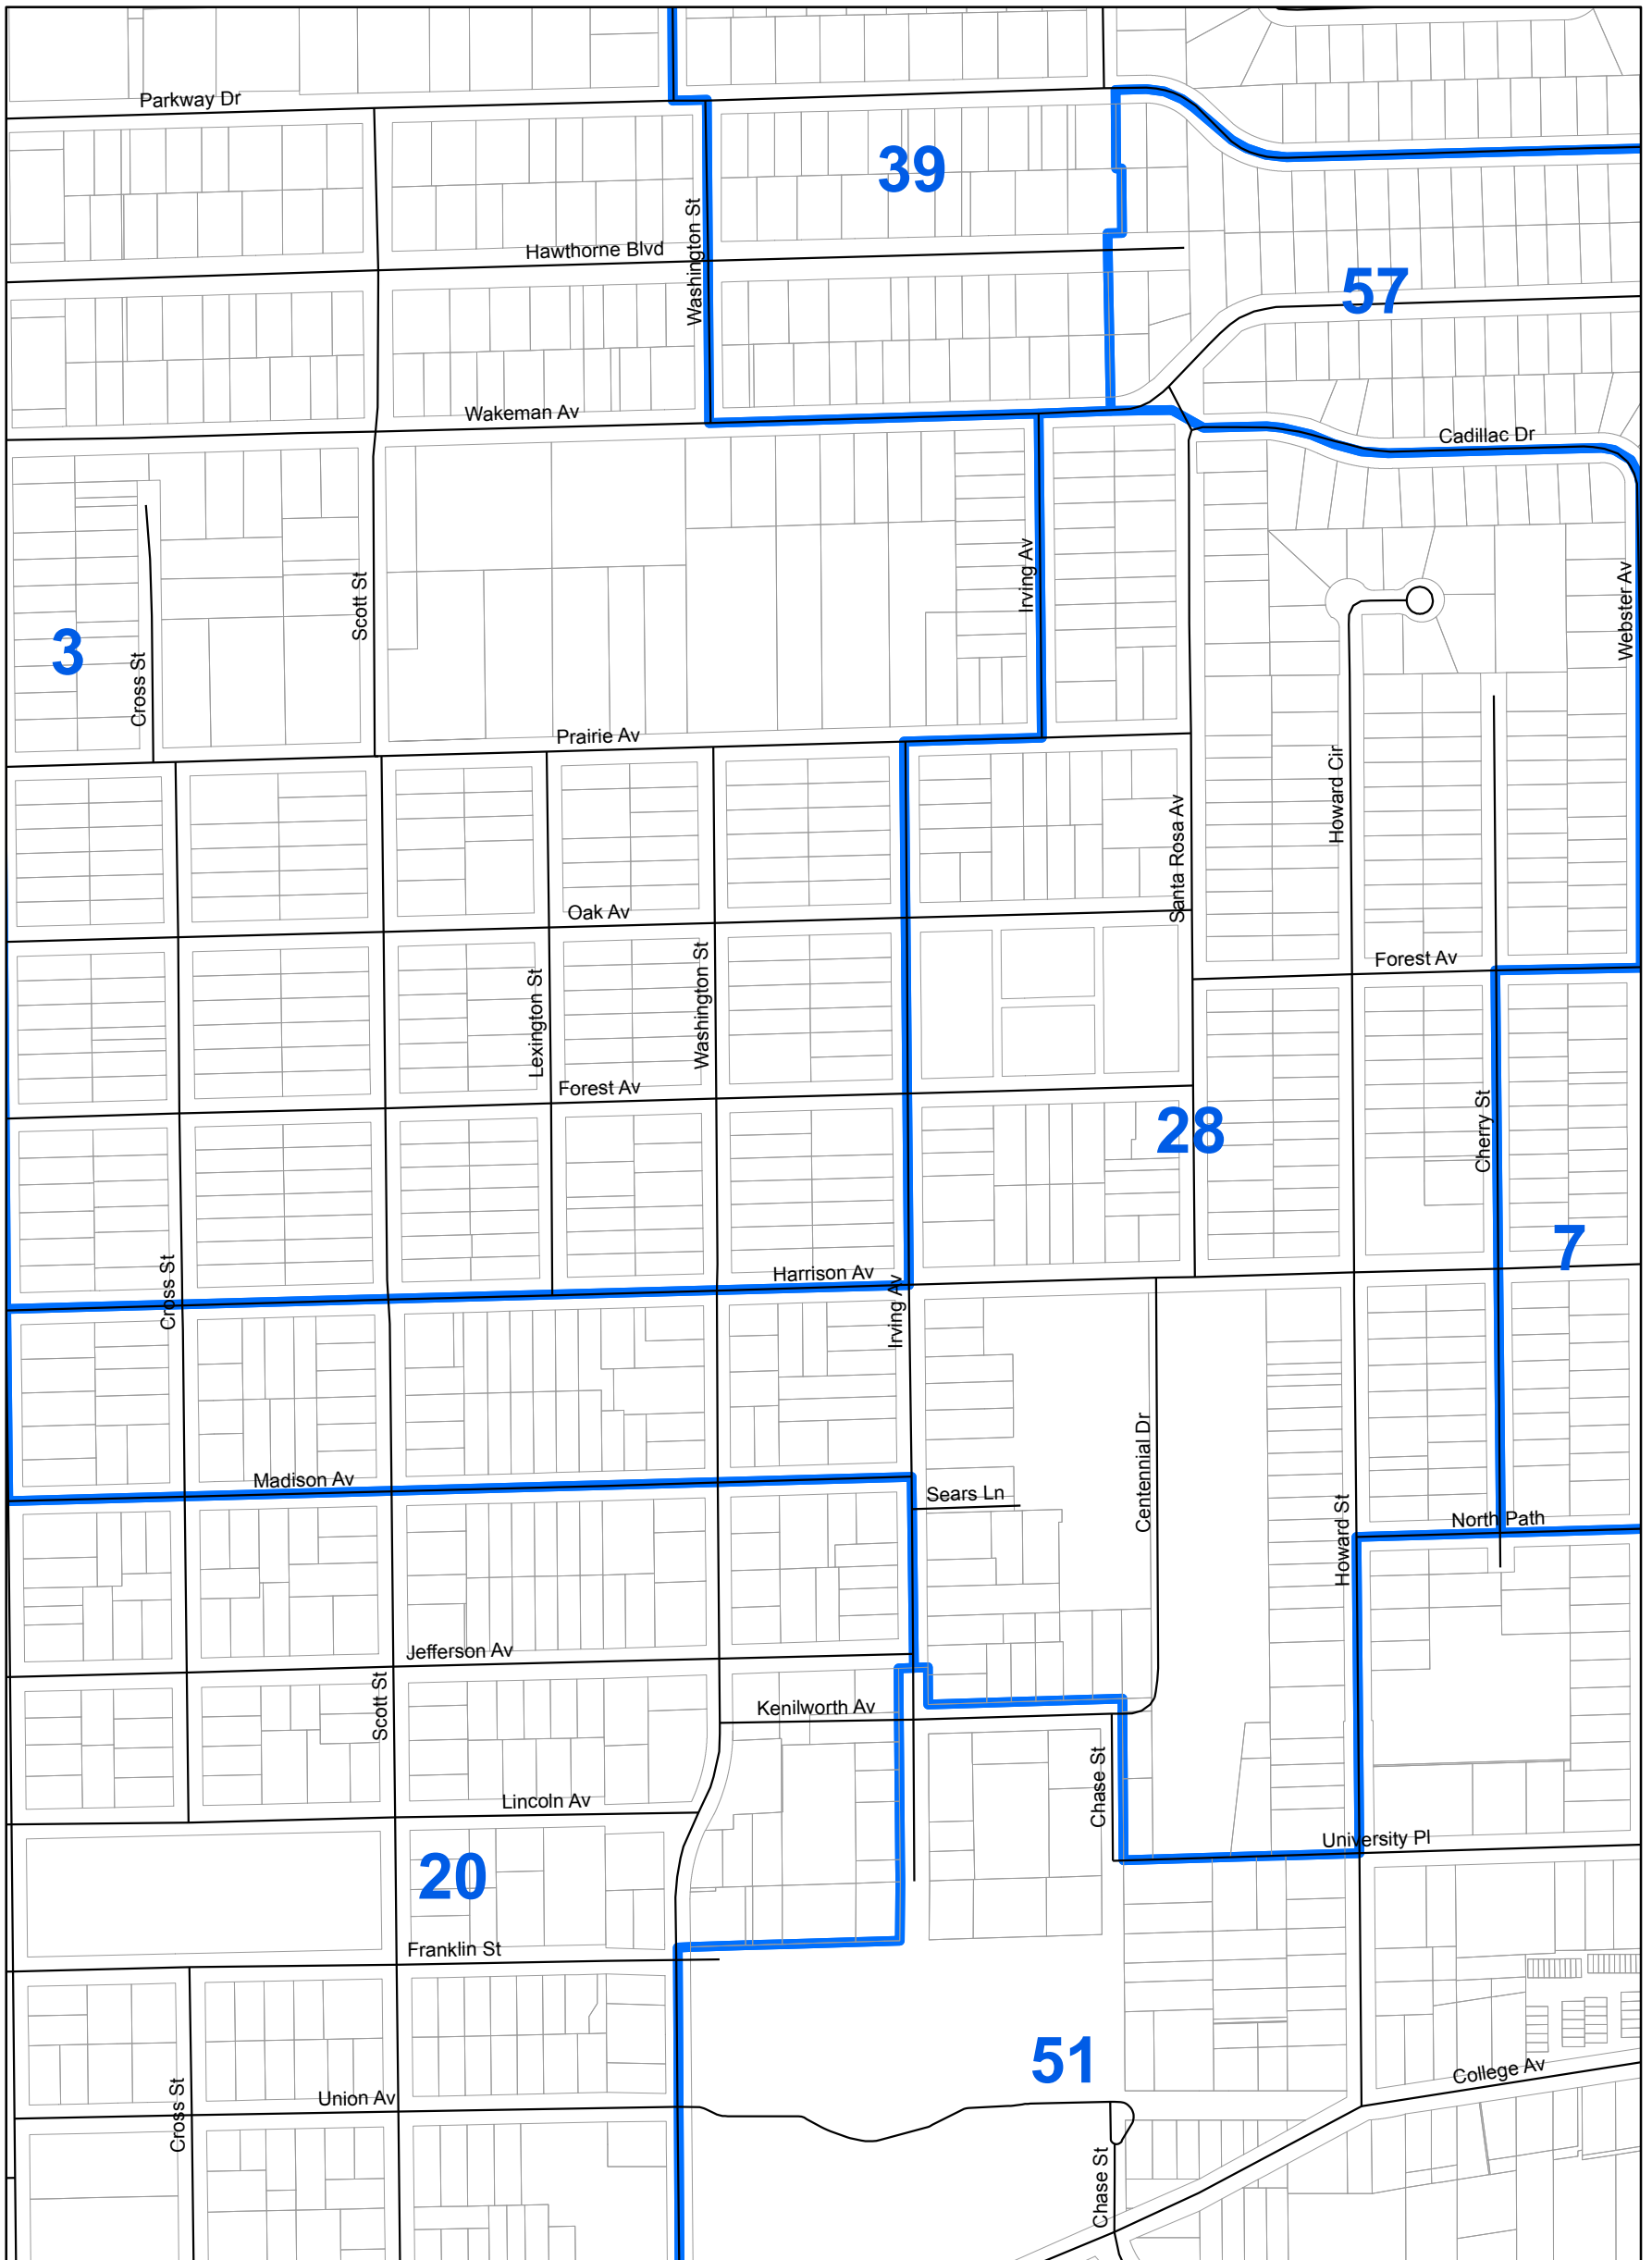 Parkway Dr
39
Washington St
Hawthorne Blvd
57
Wakeman Av
Cadillac Dr
Scott St
Irving Av
Webster Av
3
Cross St
Prairie Av
Howard Cir
Santa Rosa Av
Oak Av
Forest Av
Lexington St
Washington St
Forest Av
28
Cherry St
7
Cross St
Harrison Av
Irving Av
Madison Av
Sears Ln
Centennial Dr
Howard St
North Path
Jefferson Av
Scott St
Kenilworth Av
Chase St
Lincoln Av
University Pl
20
Franklin St
51
College Av
Union Av
Cross St
Chase St